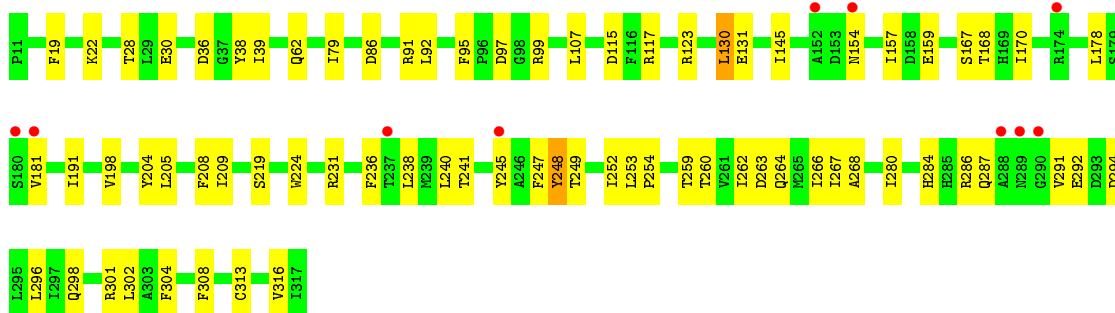 P11 F19 K22 T28 L29 E30 D36 G37 Y38 I39 Q62 I79 D86 R91 L92 F95 P96 D97 G98 R99 L107 D115 F116 R117 R123 L130 E131 I145 A152 D153 N154 I157 D158 E159 S167 T168 H169 I170 R174 L178 S179
S180 V181 I191 V198 Y204 L205 F208 I209 S219 W224 R231 F236 T237 L238 M239 L240 T241 Y245 A246 F247 Y248 T249 I252 L253 P254 T259 T260 V261 I262 D263 Q264 M265 I266 I267 A268 I280 H284 H285 R286 Q287 A288 N289 G290 V291 E292 D293
L295 L296 I297 Q298 R301 L302 A303 F304 F308 C313 V316 I317